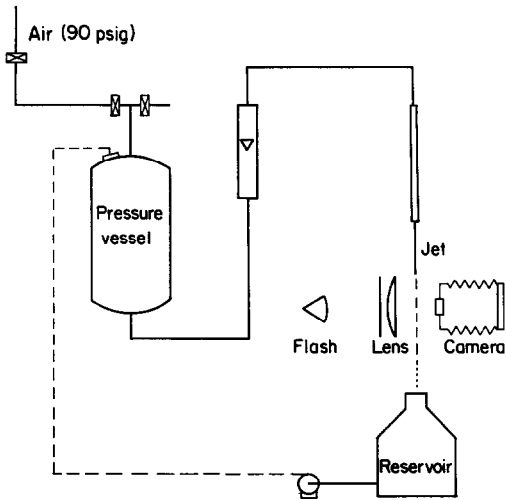 Air (90 psig)
Pressure
vessel
Jet
Flash
Lens
Camera
Reservoir